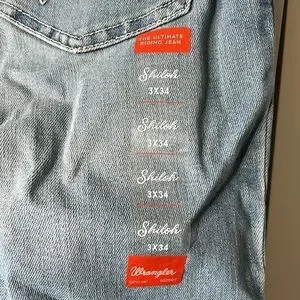 THE ULTIMATE
RIDING JEAN
Shiloh
3X34
Shiloh
3X34
Shiloh
3X34
Shiloh
3X34
Wrangler